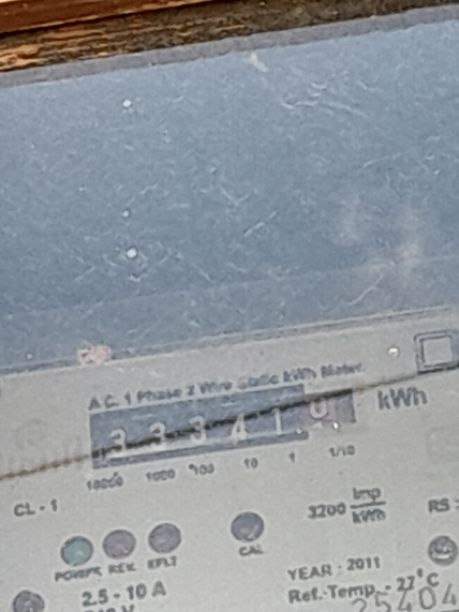 A C. 1 Phase 2 Wire Static kWh Meter.
3 3 3 4 1 9 kWh
10000 1000 100 10 1 1/10
CL - 1
3200 Imp/kWh
RS :
POWER REV. EFLT CAL
YEAR : 2011
2.5 - 10 A
Ref. Temp. - 27°C